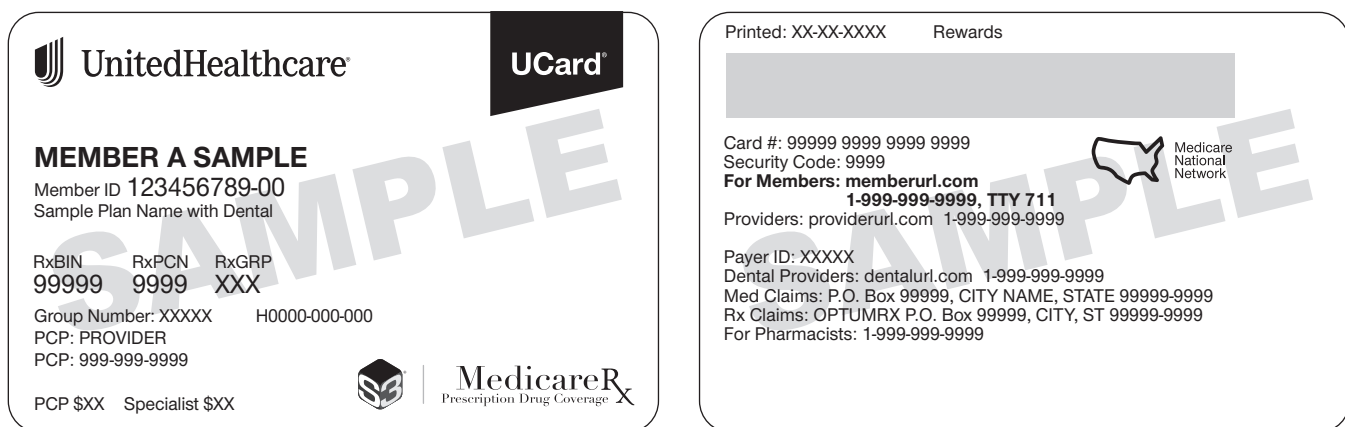 UnitedHealthcare®
UCard®
SAMPLE
MEMBER A SAMPLE
Member ID 123456789-00
Sample Plan Name with Dental
RxBIN RxPCN RxGRP
99999 9999 XXX
Group Number: XXXXX H0000-000-000
PCP: PROVIDER
PCP: 999-999-9999
PCP $XX Specialist $XX
S3®
MedicareRx
Prescription Drug Coverage
Printed: XX-XX-XXXX Rewards
SAMPLE
Card #: 99999 9999 9999 9999
Security Code: 9999
For Members: memberurl.com
1-999-999-9999, TTY 711
Providers: providerurl.com 1-999-999-9999
Medicare
National
Network
Payer ID: XXXXX
Dental Providers: dentalurl.com 1-999-999-9999
Med Claims: P.O. Box 99999, CITY NAME, STATE 99999-9999
Rx Claims: OPTUMRX P.O. Box 99999, CITY, ST 99999-9999
For Pharmacists: 1-999-999-9999